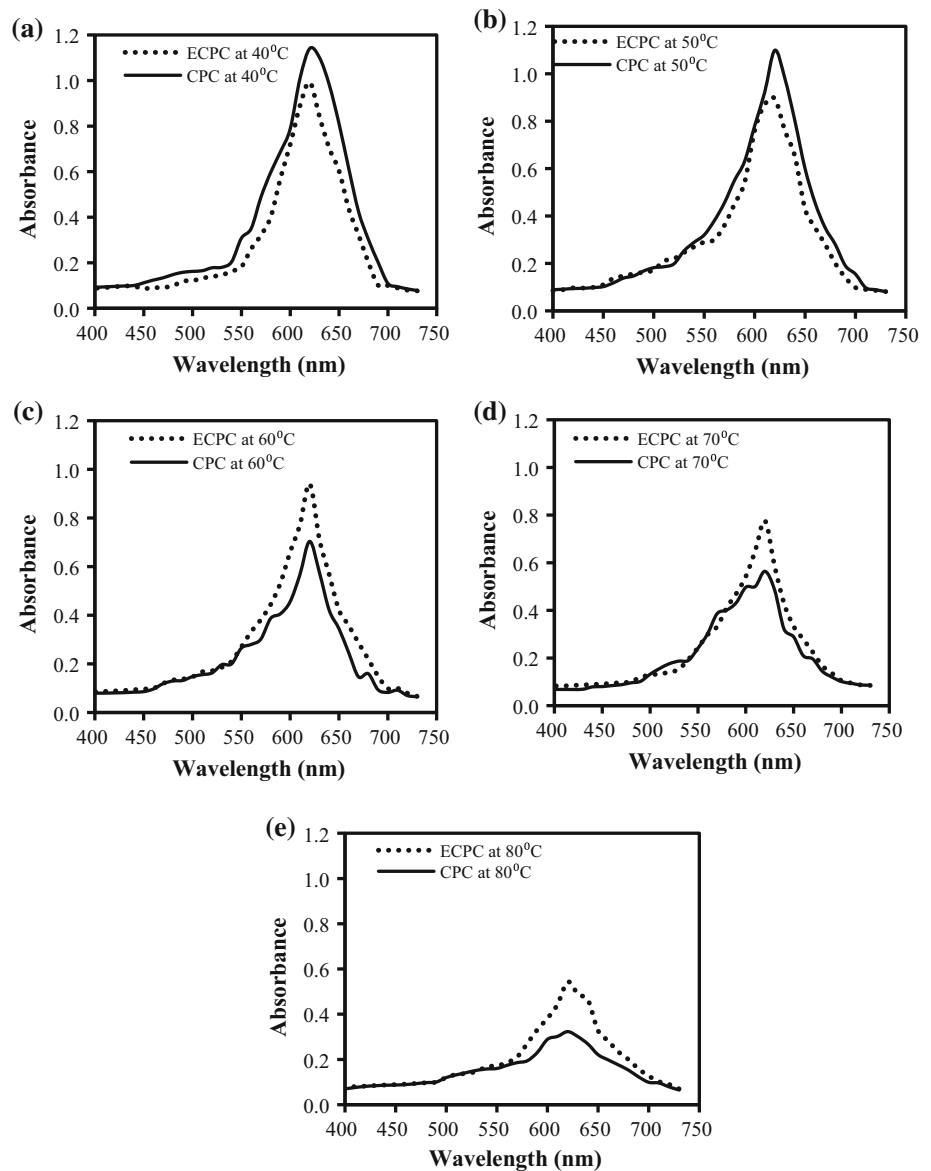 (a)
1.2
1.0
0.8
0.6
0.4
0.2
0.0
Absorbance
ECPC at 40⁰C
CPC at 40⁰C
400 450 500 550 600 650 700 750
Wavelength (nm)
(b)
1.2
1.0
0.8
0.6
0.4
0.2
0.0
Absorbance
ECPC at 50⁰C
CPC at 50⁰C
400 450 500 550 600 650 700 750
Wavelength (nm)
(c)
1.2
1.0
0.8
0.6
0.4
0.2
0.0
Absorbance
ECPC at 60⁰C
CPC at 60⁰C
400 450 500 550 600 650 700 750
Wavelength (nm)
(d)
1.2
1.0
0.8
0.6
0.4
0.2
0.0
Absorbance
ECPC at 70⁰C
CPC at 70⁰C
400 450 500 550 600 650 700 750
Wavelength (nm)
(e)
1.2
1.0
0.8
0.6
0.4
0.2
0.0
Absorbance
ECPC at 80⁰C
CPC at 80⁰C
400 450 500 550 600 650 700 750
Wavelength (nm)